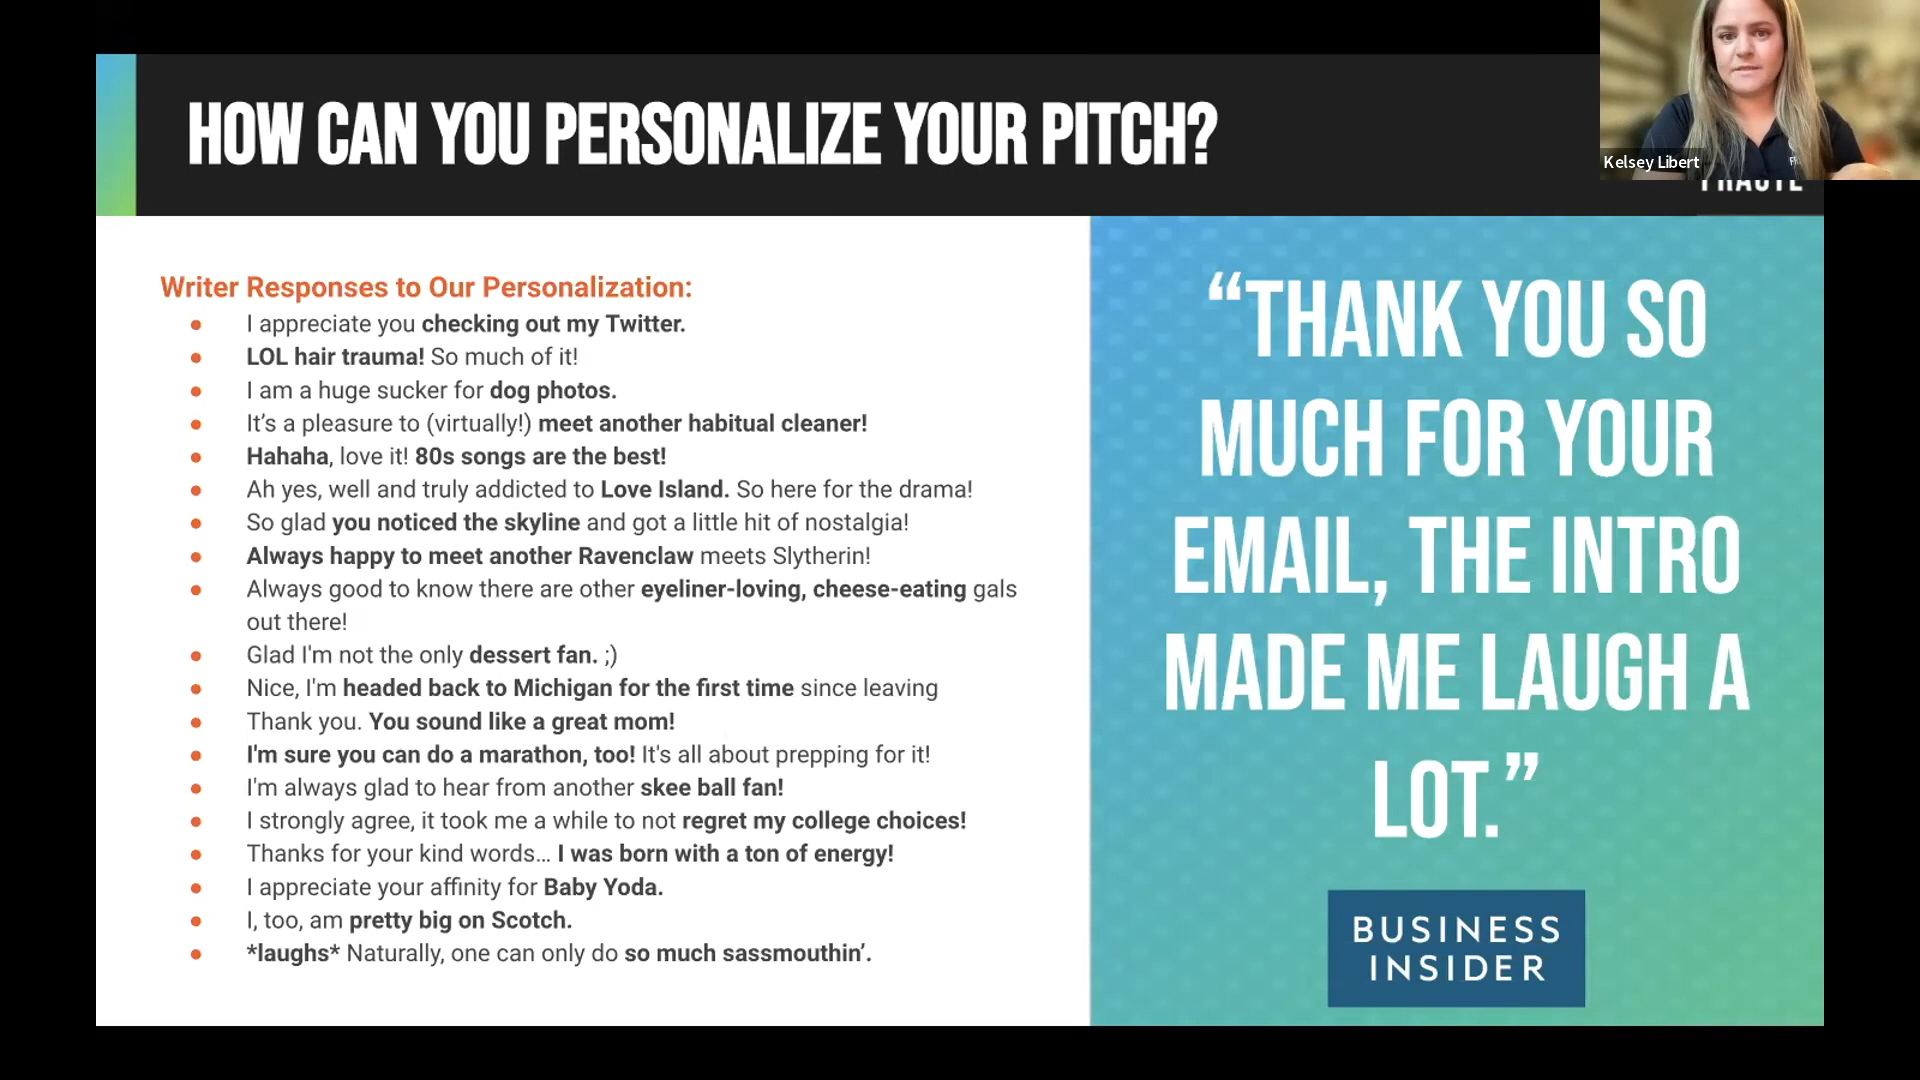 HOW CAN YOU PERSONALIZE YOUR PITCH?
Kelsey Libert
Writer Responses to Our Personalization:
● I appreciate you checking out my Twitter.
● LOL hair trauma! So much of it!
● I am a huge sucker for dog photos.
● It’s a pleasure to (virtually!) meet another habitual cleaner!
● Hahaha, love it! 80s songs are the best!
● Ah yes, well and truly addicted to Love Island. So here for the drama!
● So glad you noticed the skyline and got a little hit of nostalgia!
● Always happy to meet another Ravenclaw meets Slytherin!
● Always good to know there are other eyeliner-loving, cheese-eating gals
out there!
● Glad I'm not the only dessert fan. ;)
● Nice, I'm headed back to Michigan for the first time since leaving
● Thank you. You sound like a great mom!
● I'm sure you can do a marathon, too! It's all about prepping for it!
● I'm always glad to hear from another skee ball fan!
● I strongly agree, it took me a while to not regret my college choices!
● Thanks for your kind words… I was born with a ton of energy!
● I appreciate your affinity for Baby Yoda.
● I, too, am pretty big on Scotch.
● *laughs* Naturally, one can only do so much sassmouthin’.
“THANK YOU SO
MUCH FOR YOUR
EMAIL, THE INTRO
MADE ME LAUGH A
LOT.”
BUSINESS
INSIDER